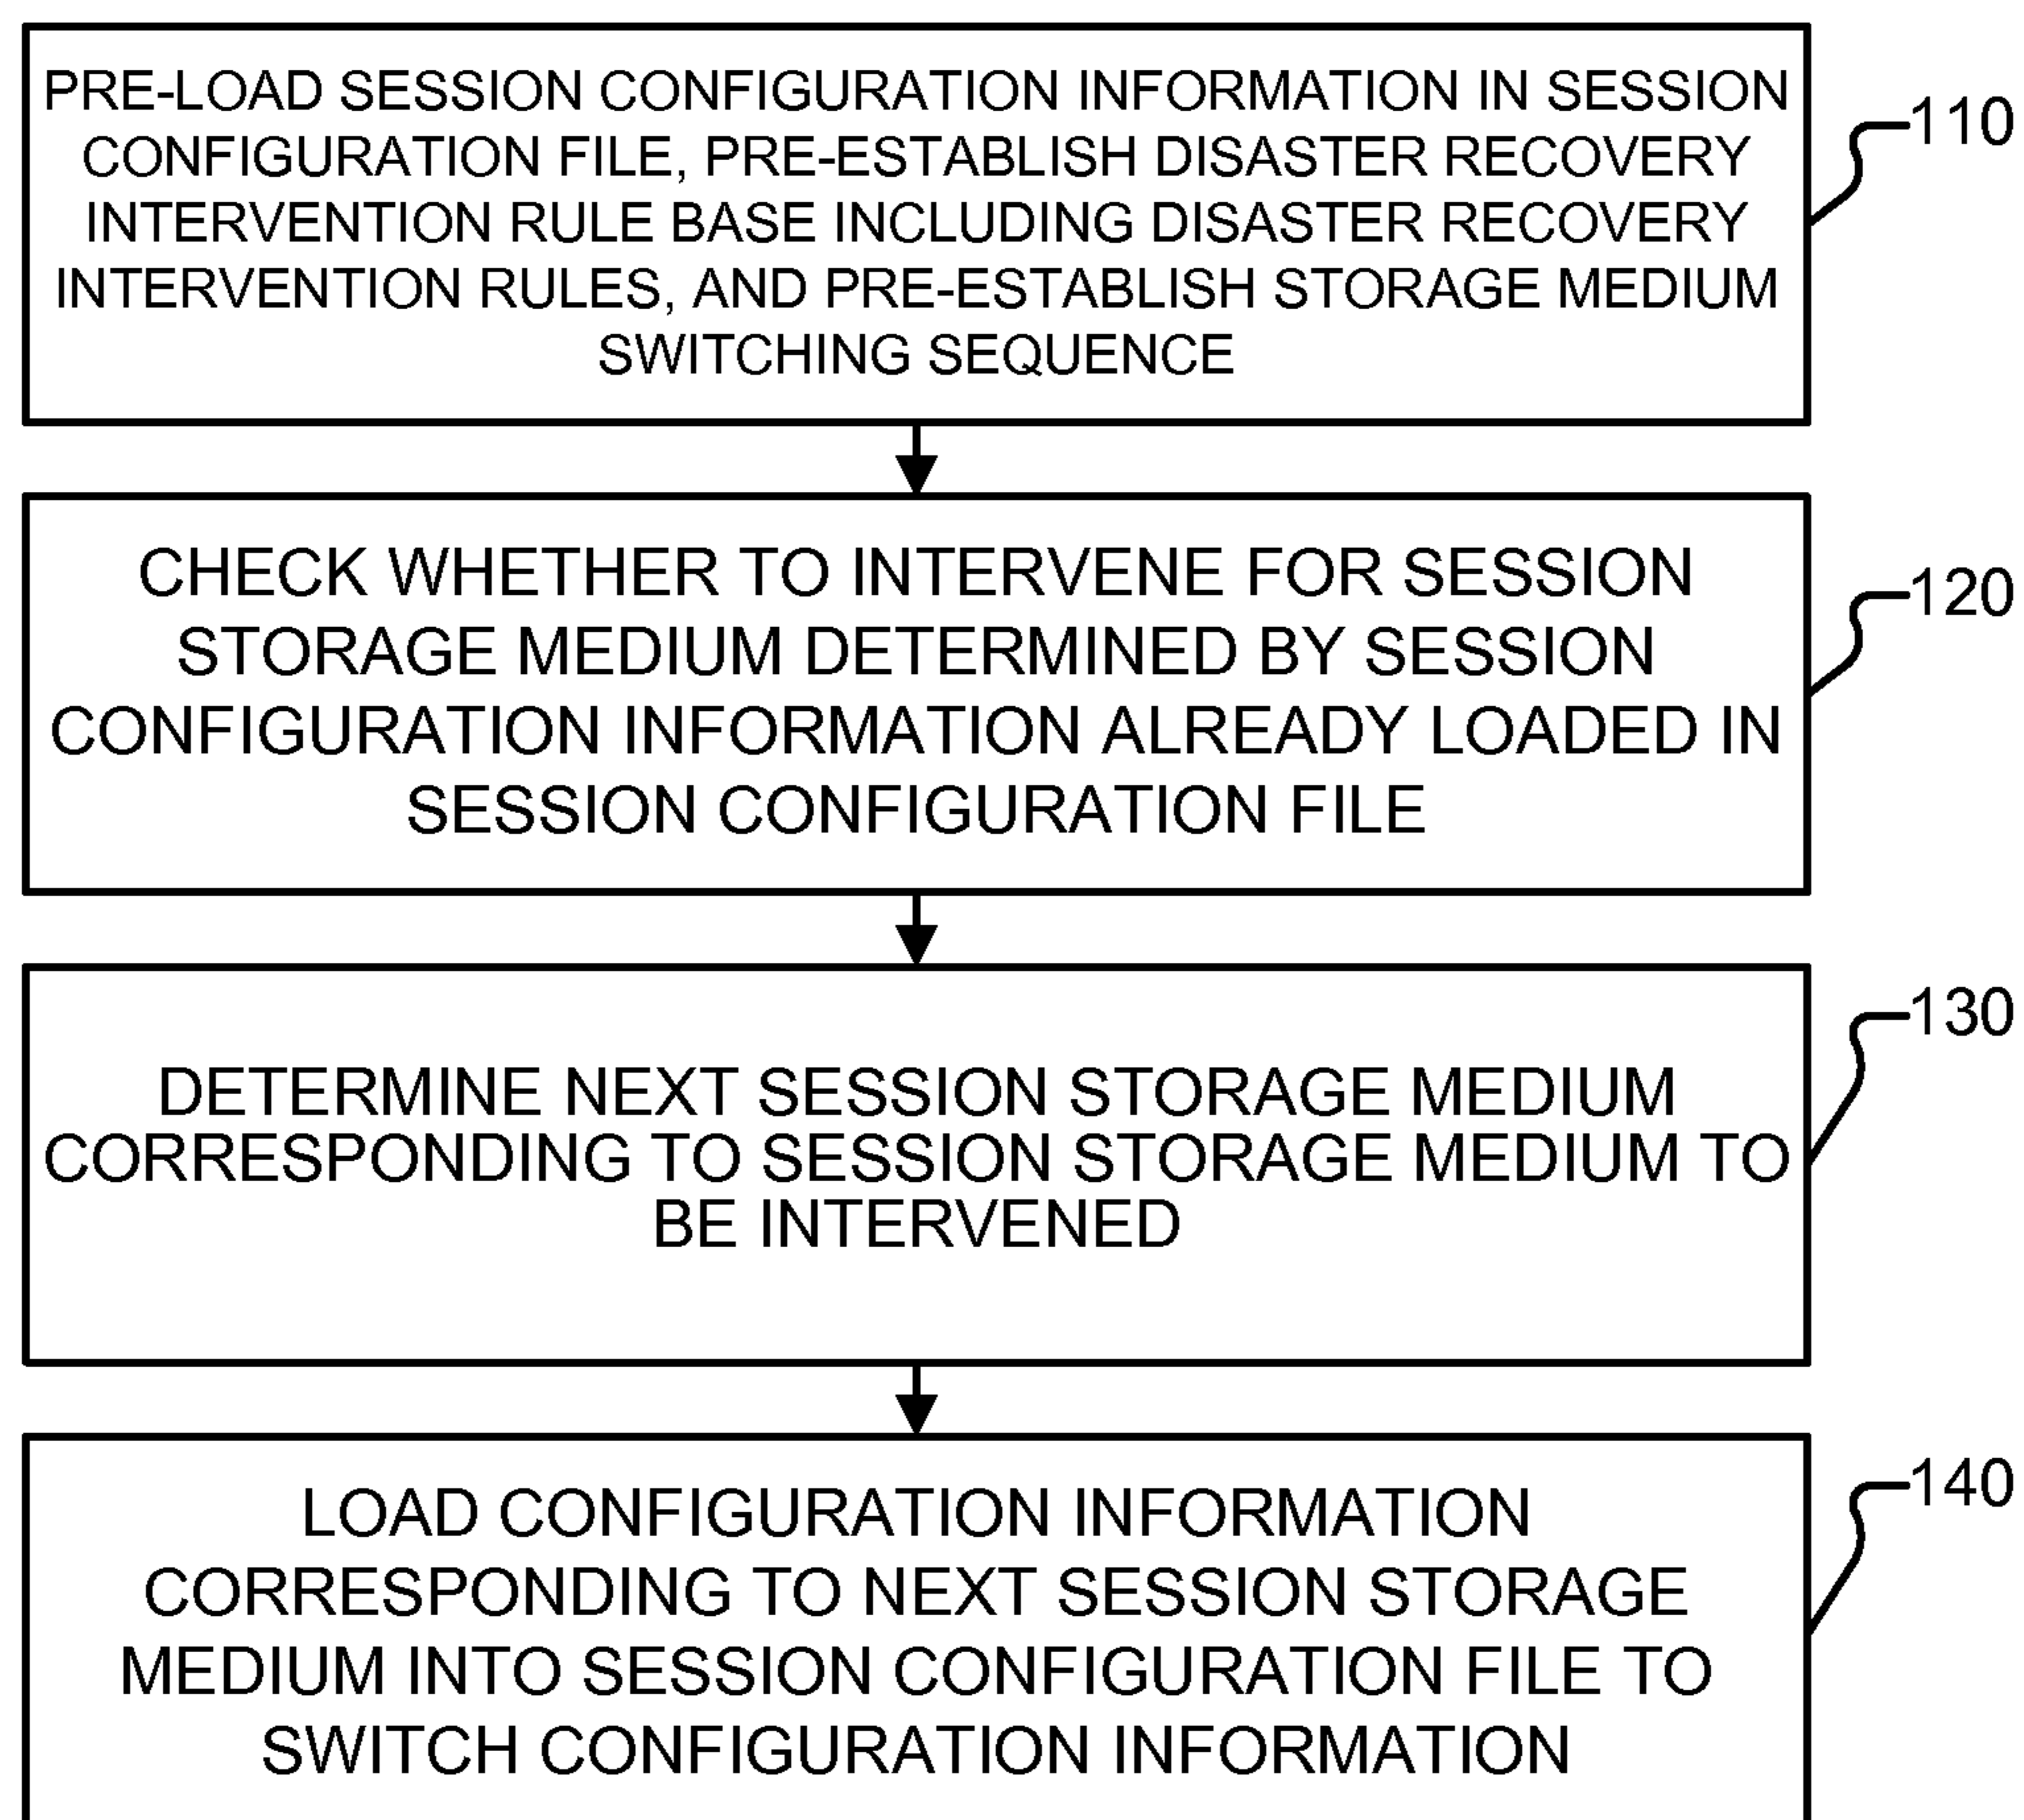 PRE-LOAD SESSION CONFIGURATION INFORMATION IN SESSION
CONFIGURATION FILE, PRE-ESTABLISH DISASTER RECOVERY
INTERVENTION RULE BASE INCLUDING DISASTER RECOVERY
INTERVENTION RULES, AND PRE-ESTABLISH STORAGE MEDIUM
SWITCHING SEQUENCE
110
CHECK WHETHER TO INTERVENE FOR SESSION
STORAGE MEDIUM DETERMINED BY SESSION
CONFIGURATION INFORMATION ALREADY LOADED IN
SESSION CONFIGURATION FILE
120
DETERMINE NEXT SESSION STORAGE MEDIUM
CORRESPONDING TO SESSION STORAGE MEDIUM TO
BE INTERVENED
130
LOAD CONFIGURATION INFORMATION
CORRESPONDING TO NEXT SESSION STORAGE
MEDIUM INTO SESSION CONFIGURATION FILE TO
SWITCH CONFIGURATION INFORMATION
140